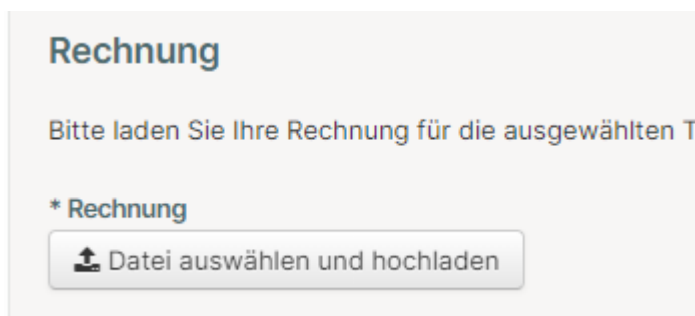 Rechnung
Bitte laden Sie Ihre Rechnung für die ausgewählten
* Rechnung
Datei auswählen und hochladen